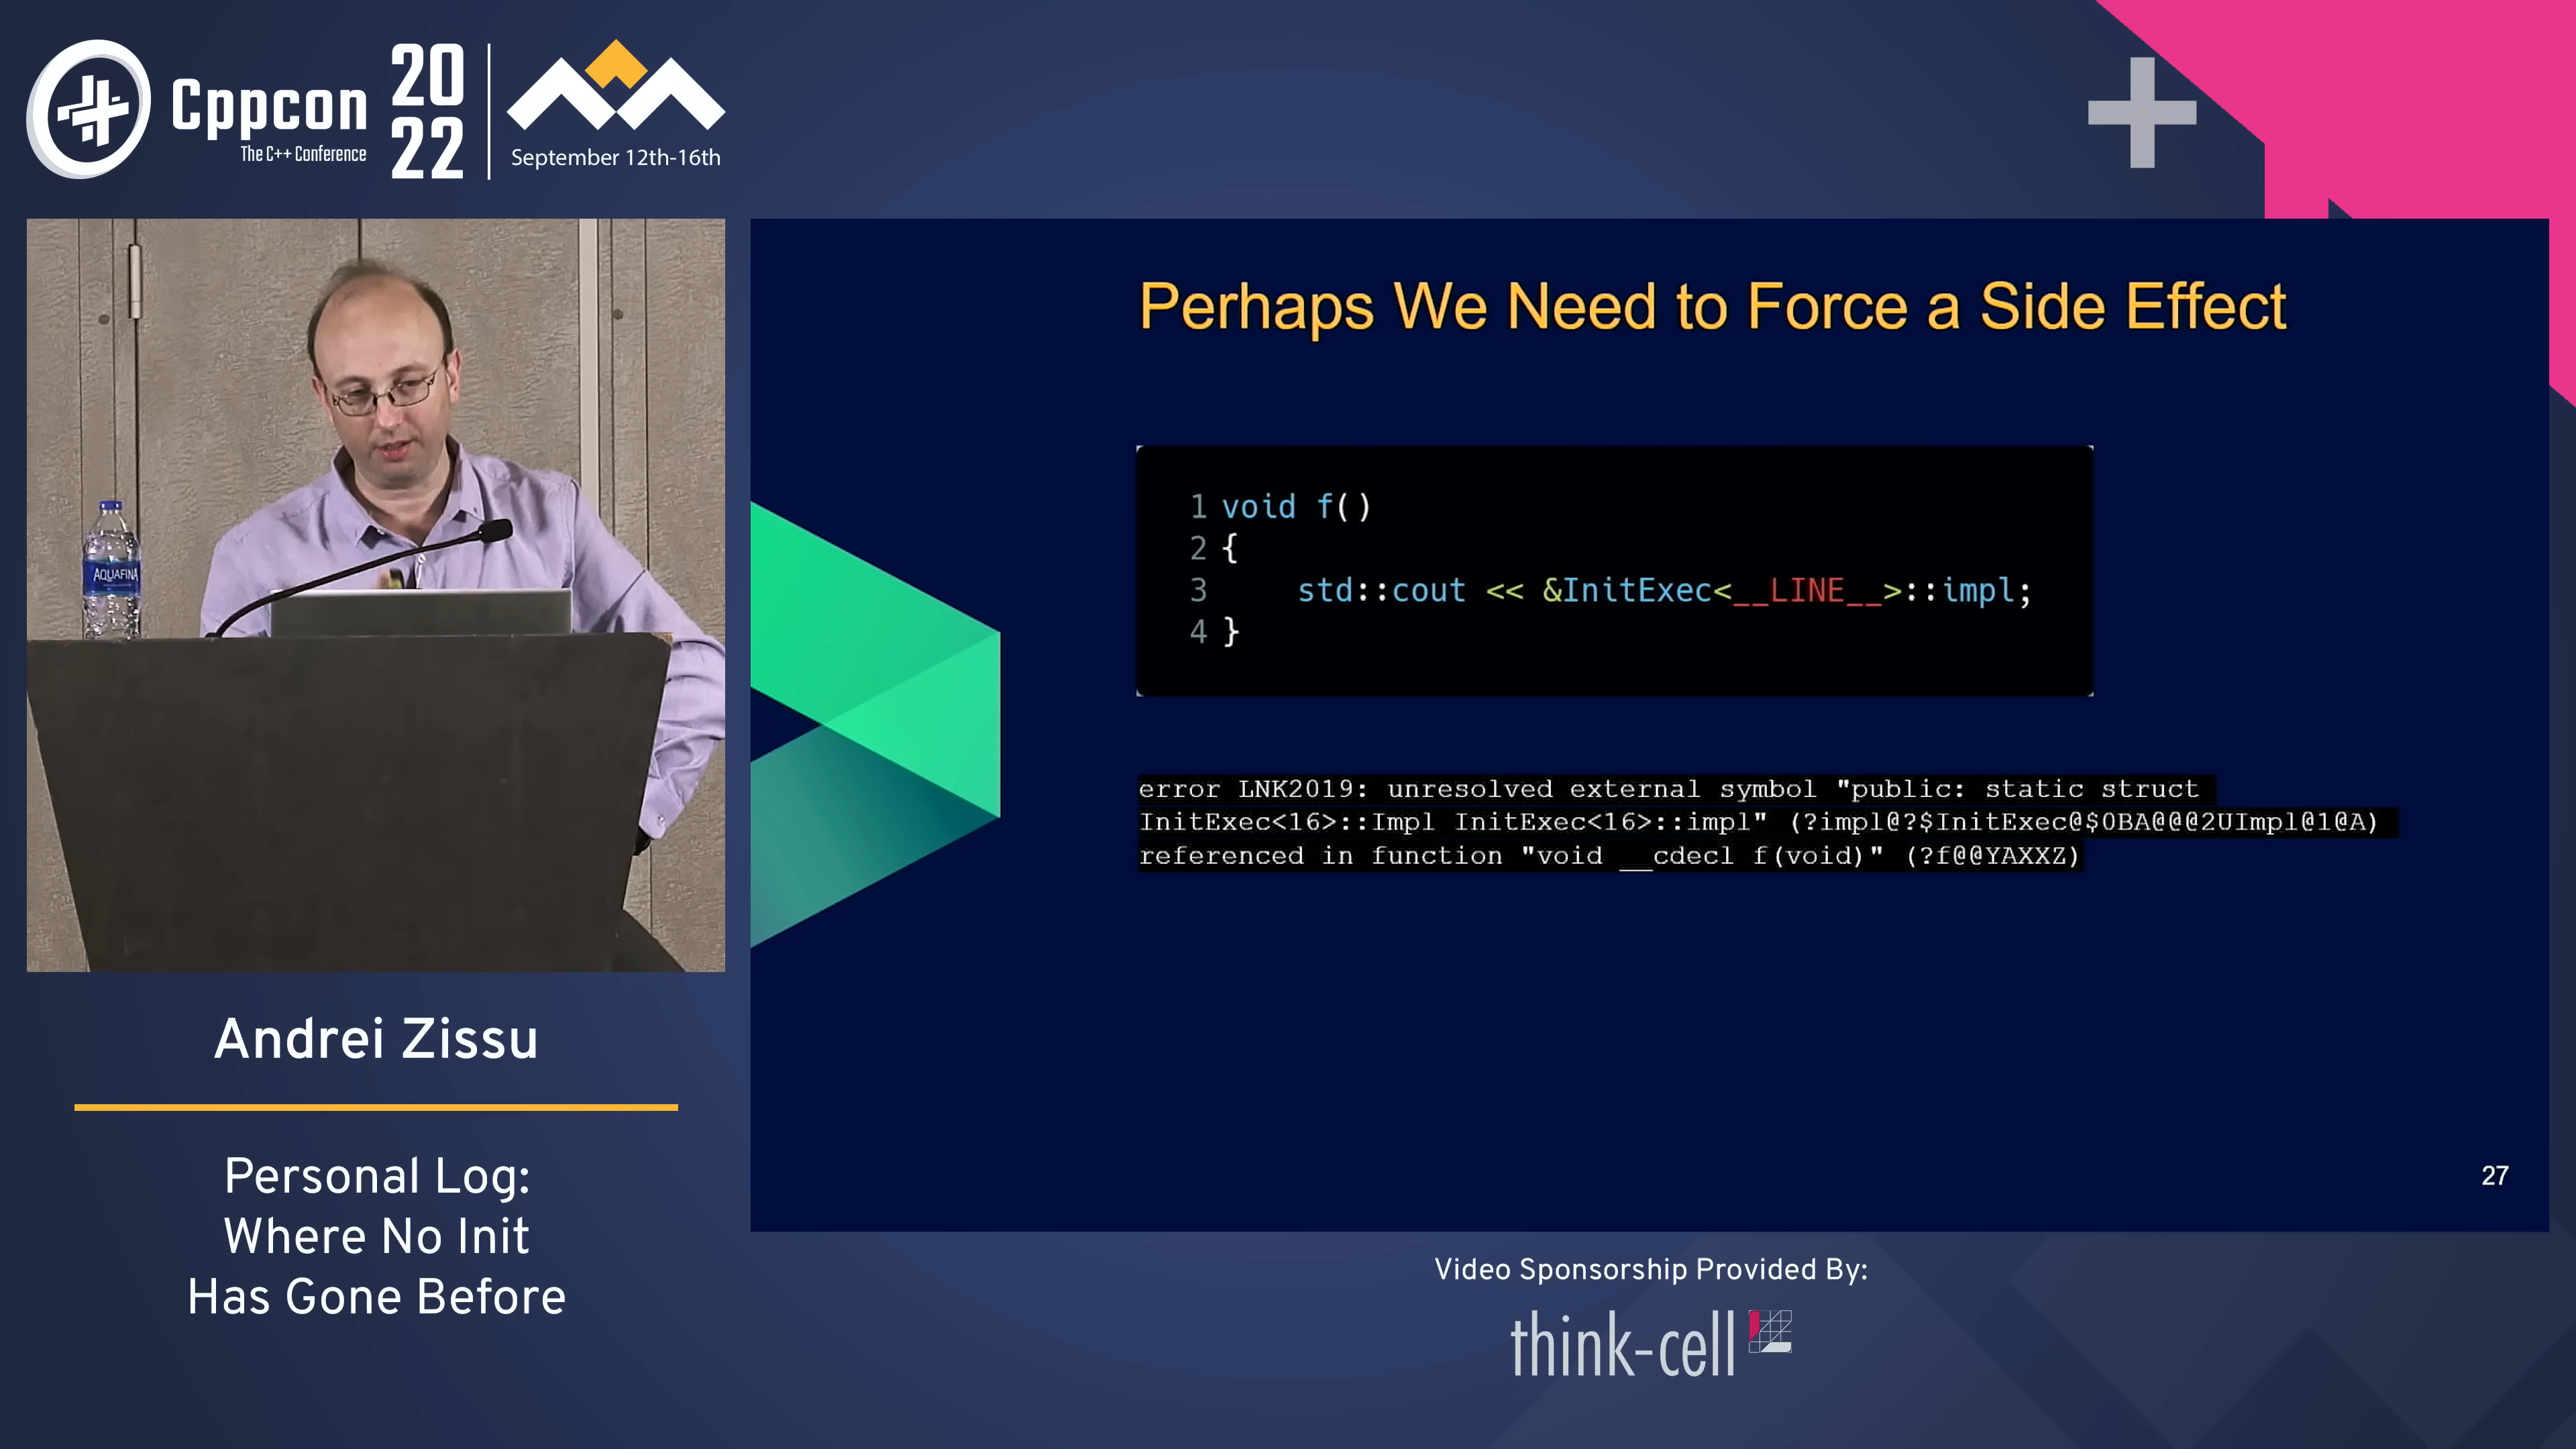 Cppcon
The C++ Conference
20
22
September 12th-16th
AQUAFINA
Perhaps We Need to Force a Side Effect
1 void f()
2 {
3     std::cout << &InitExec<__LINE__>::impl;
4 }
error LNK2019: unresolved external symbol "public: static struct
InitExec<16>::Impl InitExec<16>::impl" (?impl@?$InitExec@$0BA@@@2UImpl@1@A)
referenced in function "void __cdecl f(void)" (?f@@YAXXZ)
27
Andrei Zissu
Personal Log:
Where No Init
Has Gone Before
Video Sponsorship Provided By:
think-cell